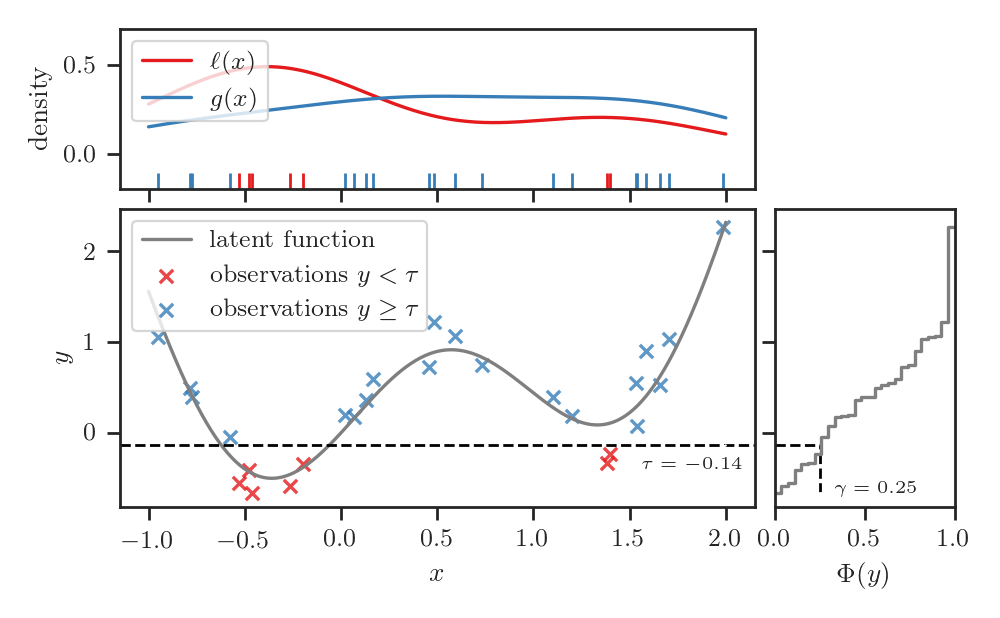 density
0.5
0.0
ℓ(x)
g(x)
y
2
1
0
latent function
observations y < τ
observations y ≥ τ
τ = −0.14
γ = 0.25
−1.0 −0.5 0.0 0.5 1.0 1.5 2.0
x
0.0 0.5 1.0
Φ(y)